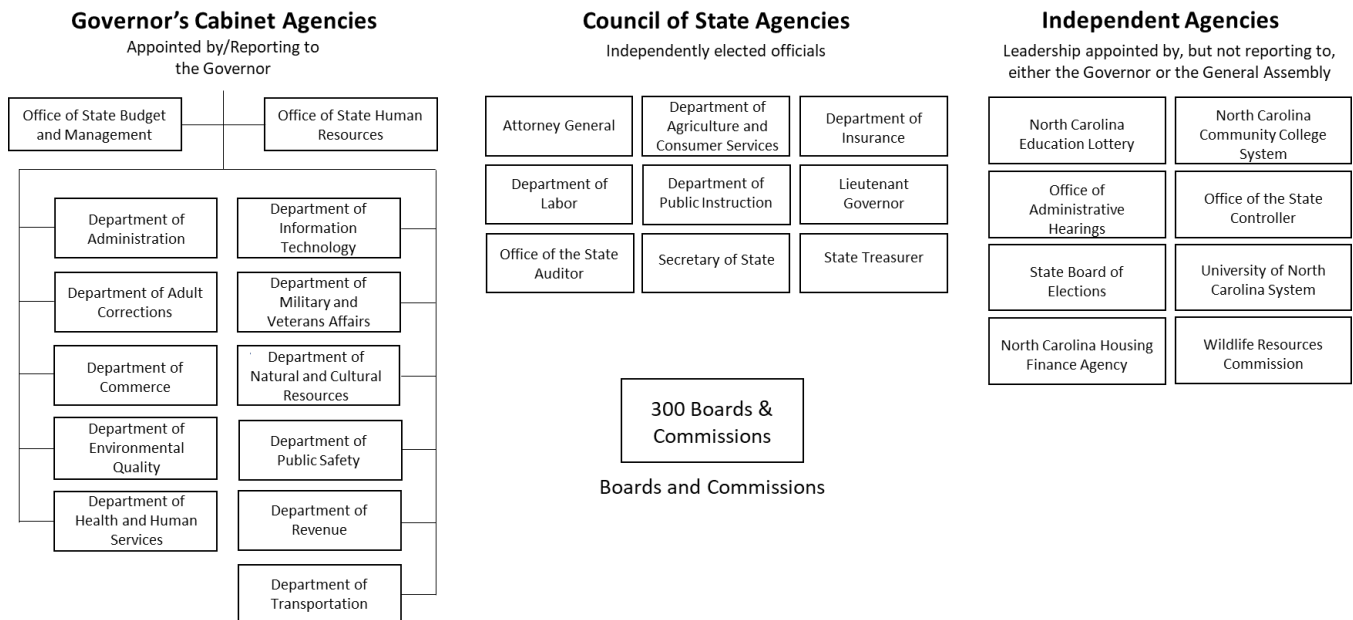 Governor’s Cabinet Agencies
Appointed by/Reporting to
the Governor
Office of State Budget
and Management
Office of State Human
Resources
Department of
Administration
Department of
Information
Technology
Department of Adult
Corrections
Department of
Military and
Veterans Affairs
Department of
Commerce
Department of
Natural and Cultural
Resources
Department of
Environmental
Quality
Department of
Public Safety
Department of
Health and Human
Services
Department of
Revenue
Department of
Transportation
Council of State Agencies
Independently elected officials
Attorney General
Department of
Agriculture and
Consumer Services
Department of
Insurance
Department of
Labor
Department of
Public Instruction
Lieutenant
Governor
Office of the State
Auditor
Secretary of State
State Treasurer
300 Boards &
Commissions
Boards and Commissions
Independent Agencies
Leadership appointed by, but not reporting to,
either the Governor or the General Assembly
North Carolina
Education Lottery
North Carolina
Community College
System
Office of
Administrative
Hearings
Office of the State
Controller
State Board of
Elections
University of North
Carolina System
North Carolina Housing
Finance Agency
Wildlife Resources
Commission